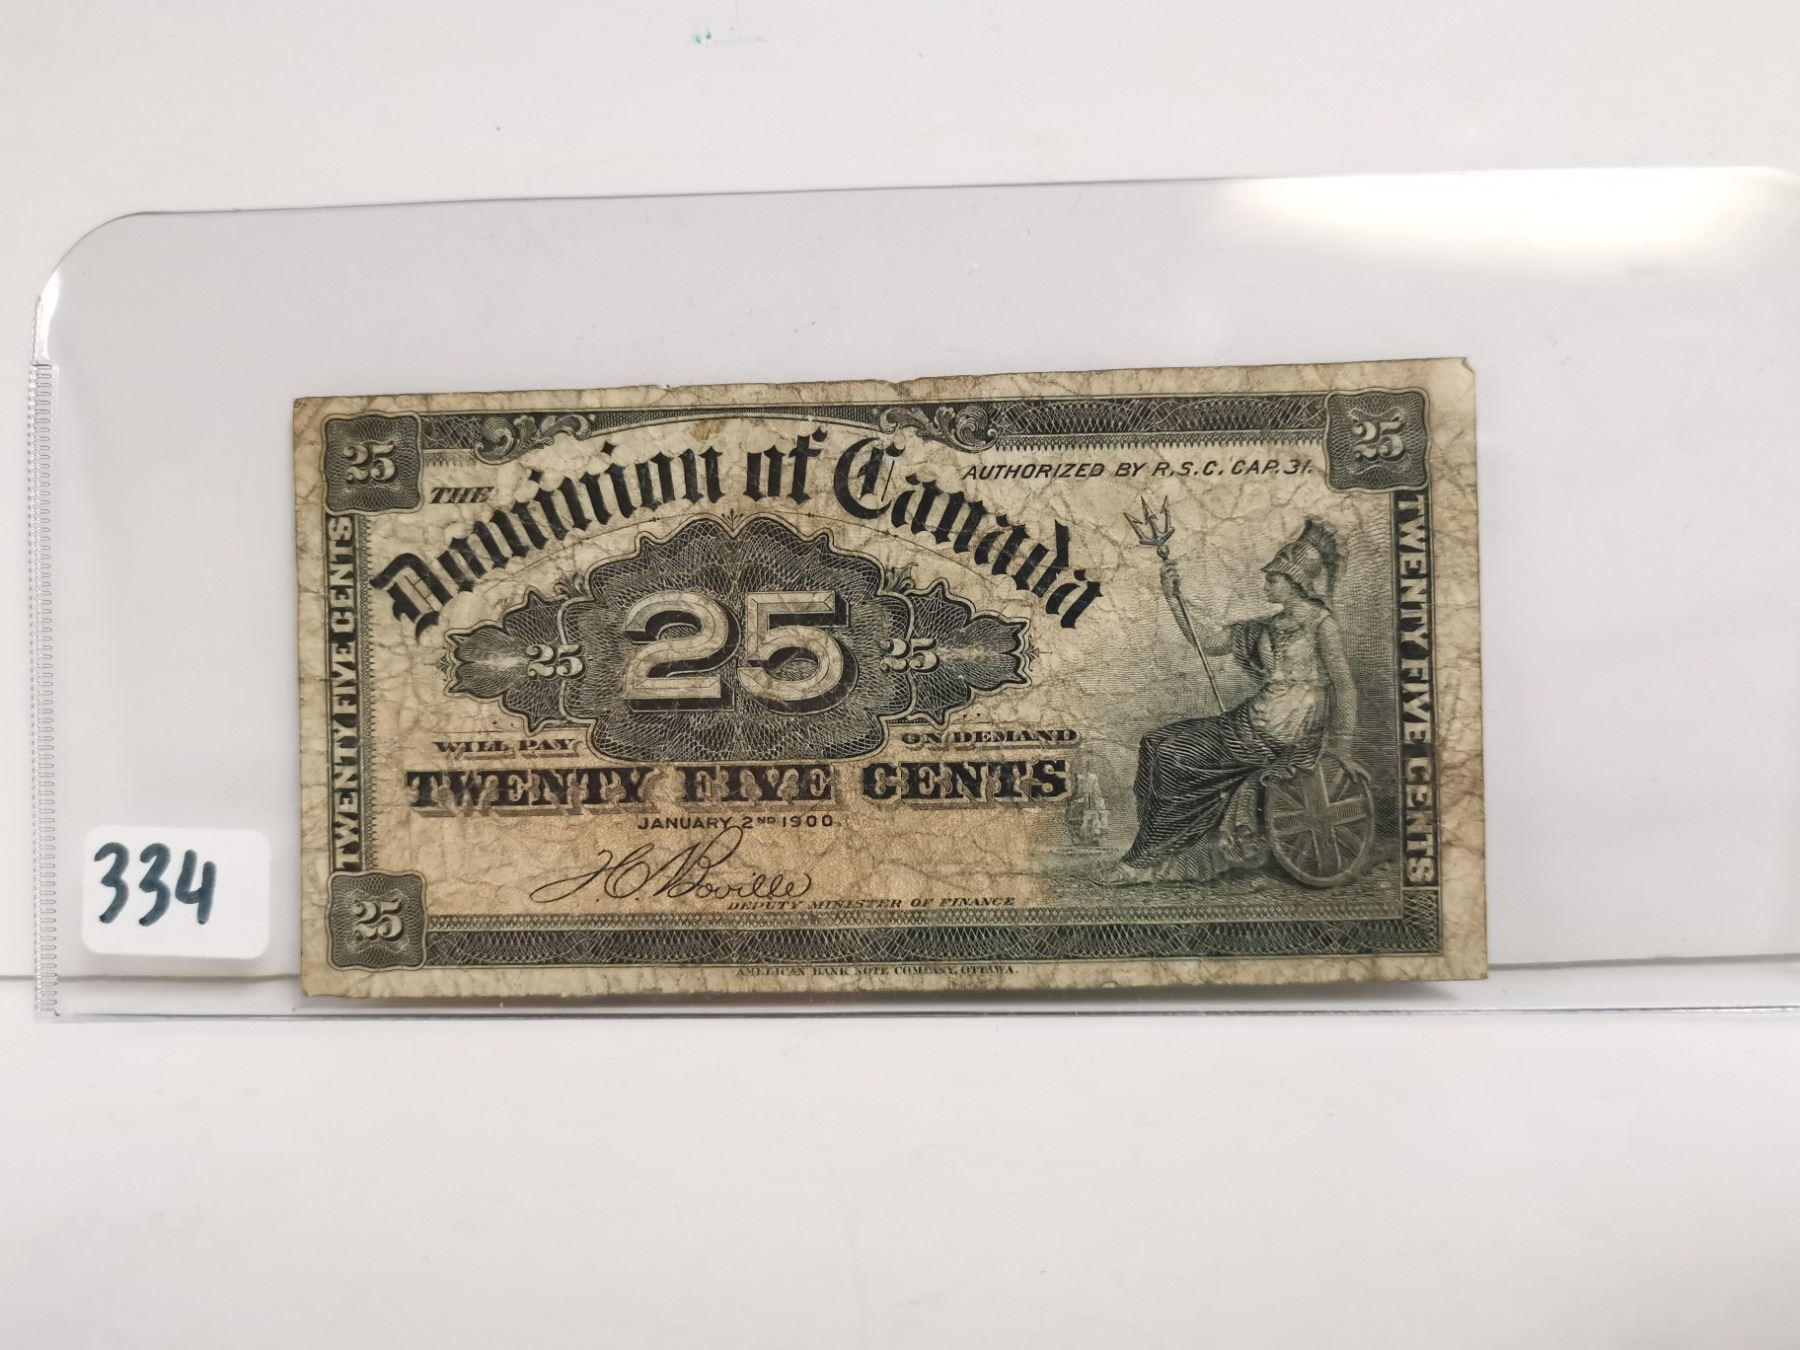 25
25
THE
Dominion of Canada
AUTHORIZED BY R.S.C. CAP. 31.
TWENTY FIVE CENTS
TWENTY FIVE CENTS
25
25
25
WILL PAY
ON DEMAND
TWENTY FIVE CENTS
JANUARY 2ND 1900.
H.C. Boville
DEPUTY MINISTER OF FINANCE
25
AMERICAN BANK NOTE COMPANY, OTTAWA.
334